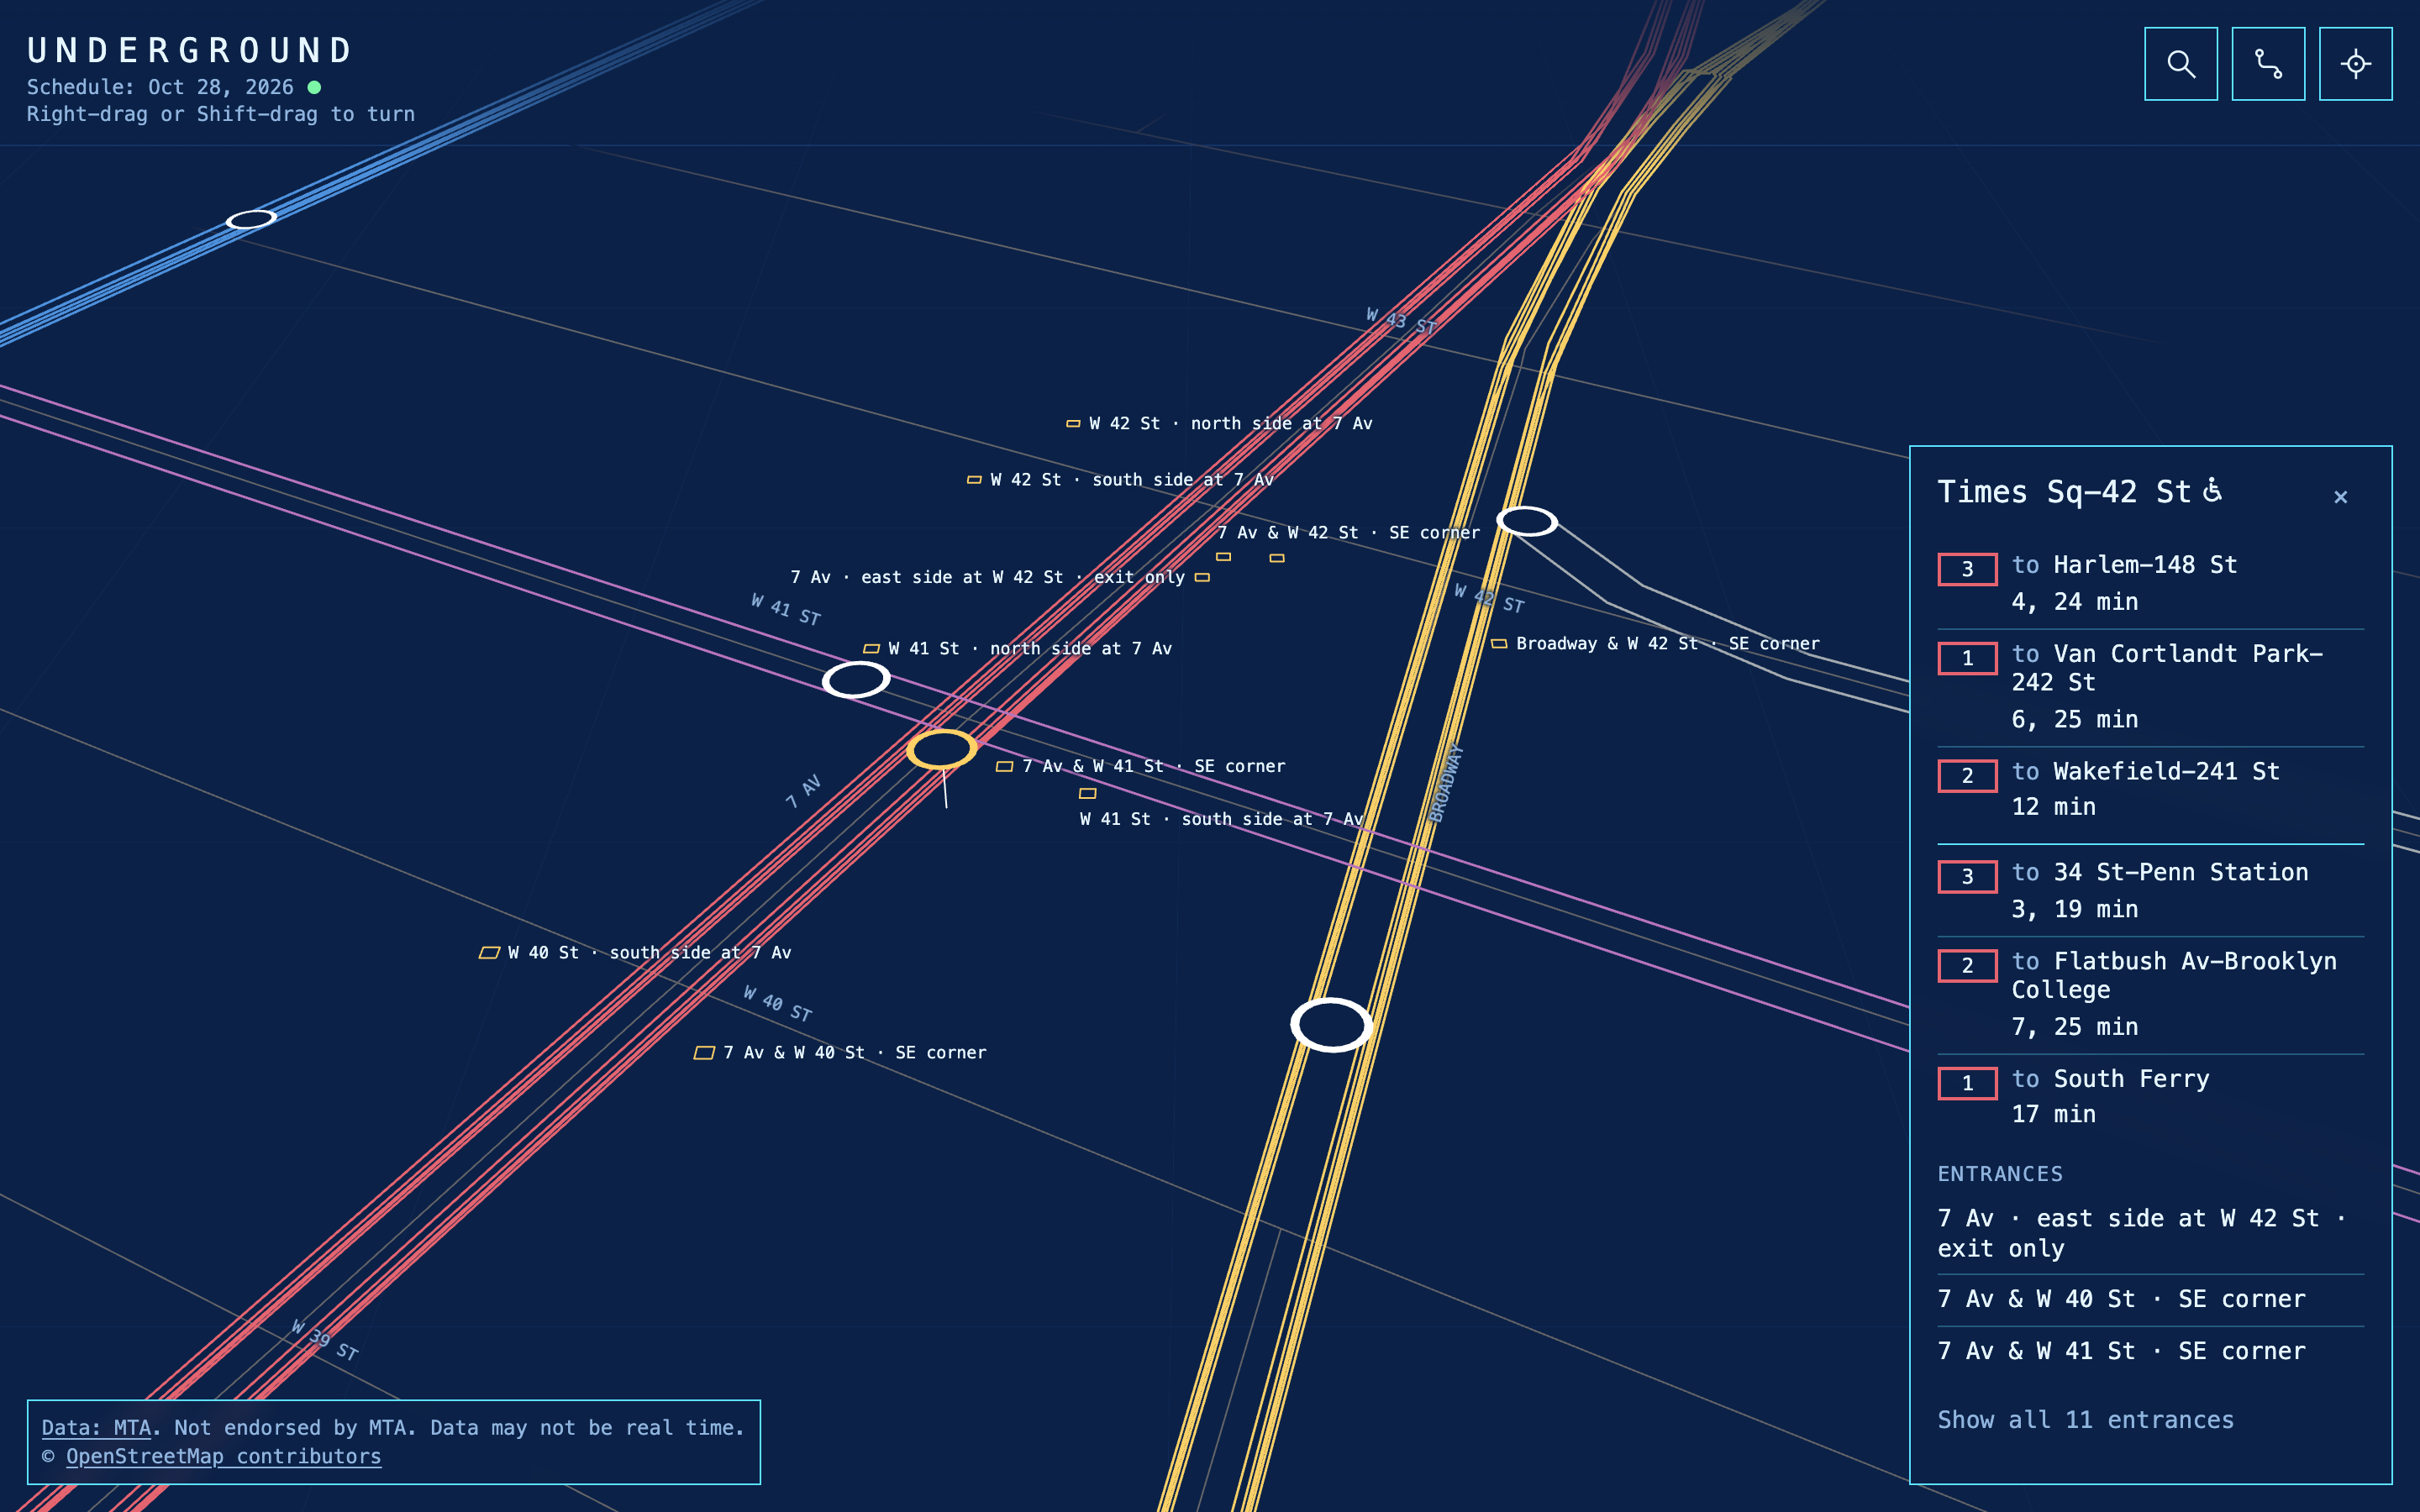 UNDERGROUND
Schedule: Oct 28, 2026
Right-drag or Shift-drag to turn
W 43 ST
W 42 St · north side at 7 Av
W 42 St · south side at 7 Av
7 Av & W 42 St · SE corner
7 Av · east side at W 42 St · exit only
W 41 ST
W 42 ST
W 41 St · north side at 7 Av
Broadway & W 42 St · SE corner
7 Av & W 41 St · SE corner
7 AV
BROADWAY
W 41 St · south side at 7 Av
W 40 St · south side at 7 Av
W 40 ST
7 Av & W 40 St · SE corner
W 39 ST
Times Sq-42 St
×
3 to Harlem-148 St
4, 24 min
1 to Van Cortlandt Park-
242 St
6, 25 min
2 to Wakefield-241 St
12 min
3 to 34 St-Penn Station
3, 19 min
2 to Flatbush Av-Brooklyn
College
7, 25 min
1 to South Ferry
17 min
ENTRANCES
7 Av · east side at W 42 St ·
exit only
7 Av & W 40 St · SE corner
7 Av & W 41 St · SE corner
Show all 11 entrances
Data: MTA. Not endorsed by MTA. Data may not be real time.
© OpenStreetMap contributors